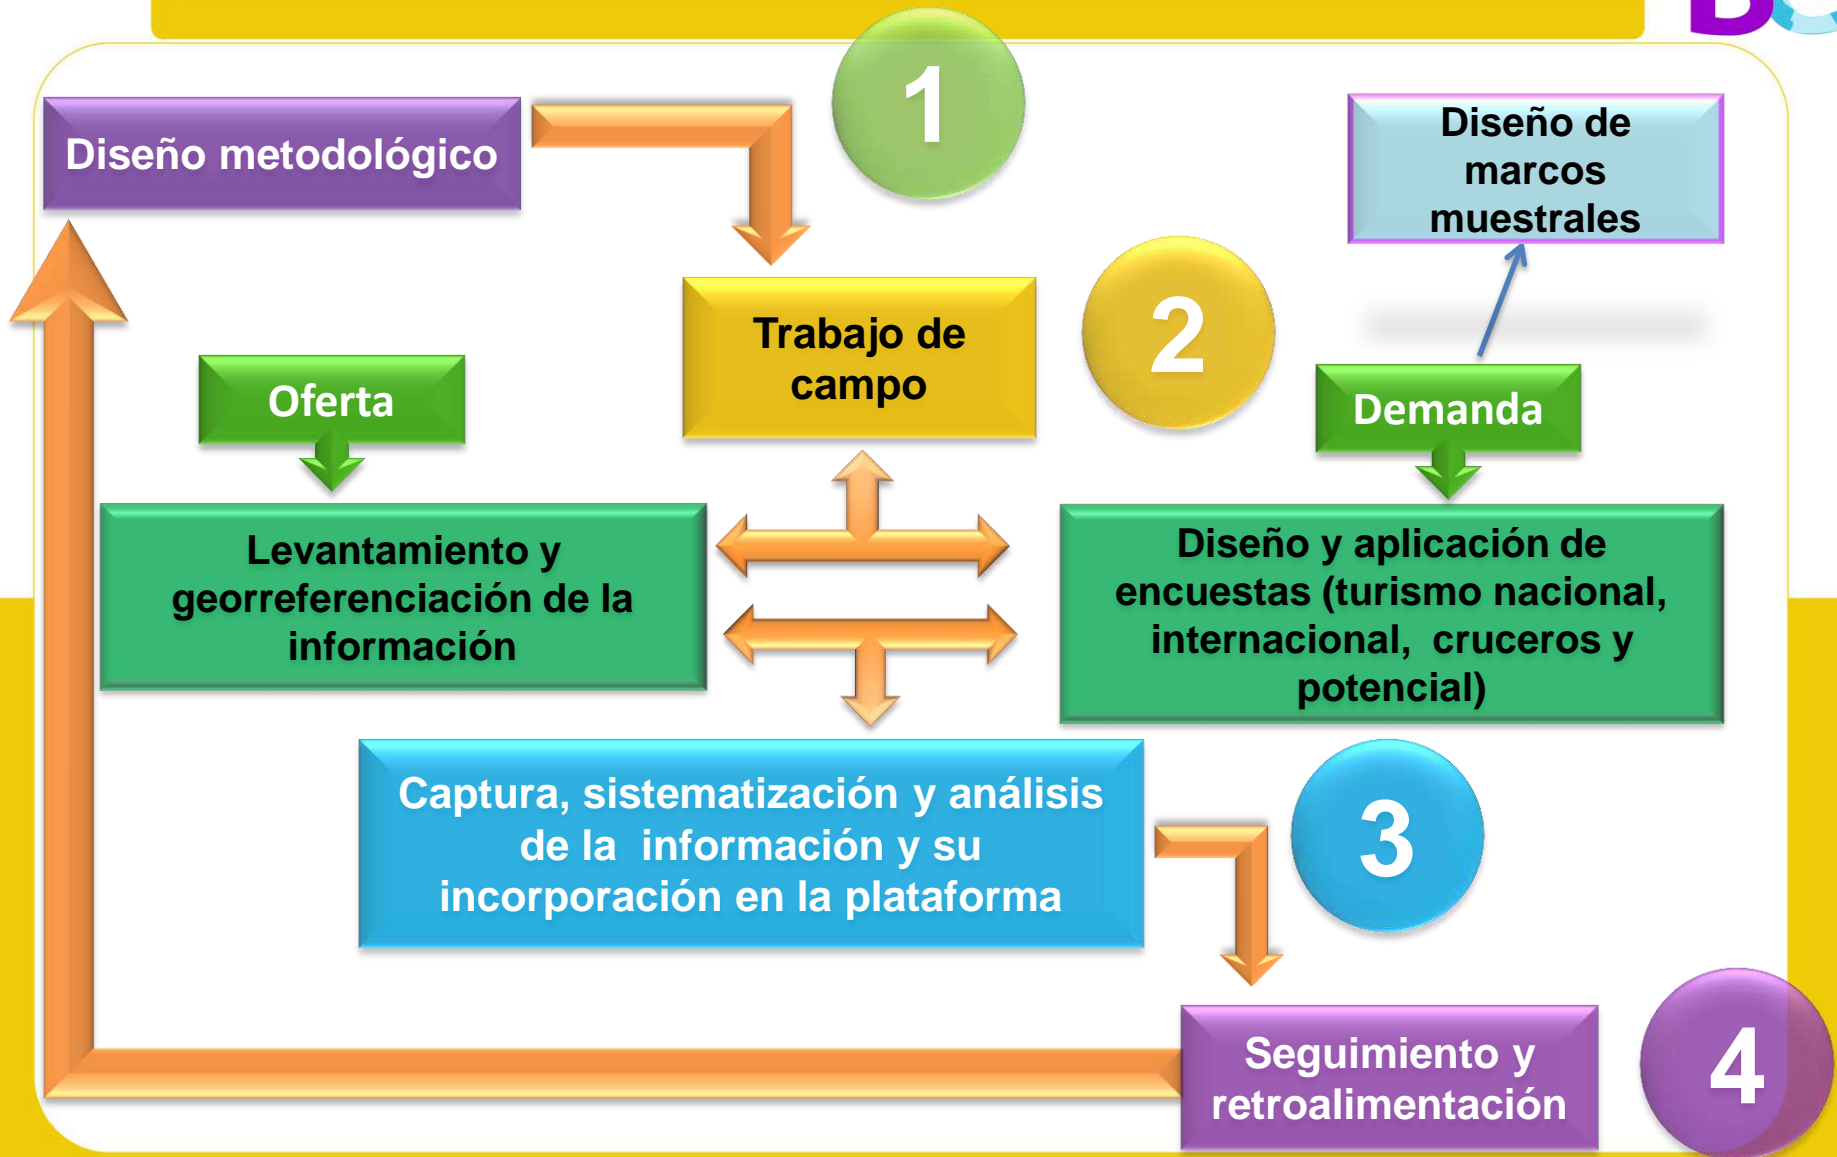 Diseño metodológico
1
Diseño de
marcos
muestrales
Trabajo de
campo
2
Oferta
Demanda
Levantamiento y
georreferenciación de la
información
Diseño y aplicación de
encuestas (turismo nacional,
internacional, cruceros y
potencial)
Captura, sistematización y análisis
de la información y su
incorporación en la plataforma
3
Seguimiento y
retroalimentación
4